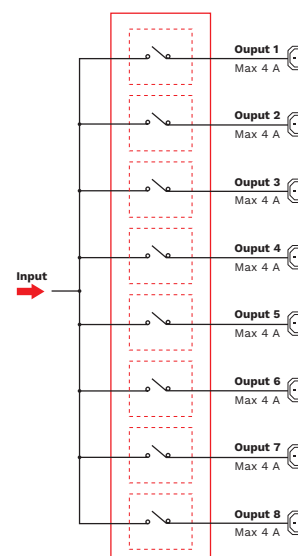 Ouput 1
Max 4 A
Ouput 2
Max 4 A
Ouput 3
Max 4 A
Ouput 4
Max 4 A
Input
Ouput 5
Max 4 A
Ouput 6
Max 4 A
Ouput 7
Max 4 A
Ouput 8
Max 4 A